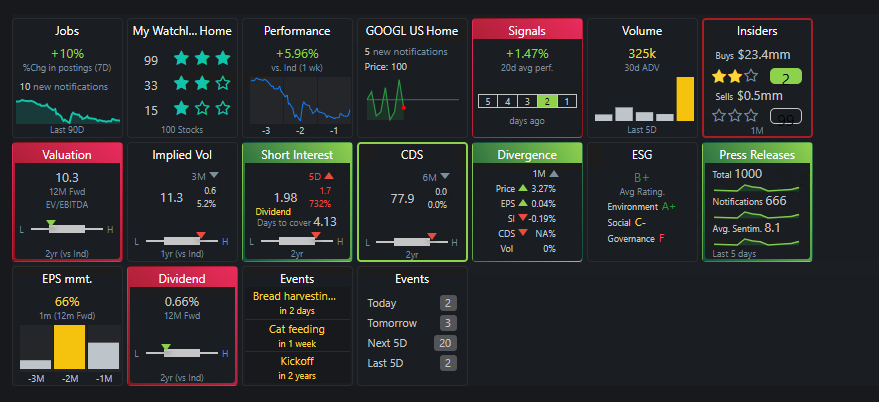 Jobs
+10%
%Chg in postings (7D)
10 new notifications
Last 90D
My Watchl... Home
99
33
15
100 Stocks
Performance
+5.96%
vs. Ind (1 wk)
-3 -2 -1
GOOGL US Home
5 new notifications
Price: 100
Signals
+1.47%
20d avg perf.
5 4 3 2 1
days ago
Volume
325k
30d ADV
Last 5D
Insiders
Buys $23.4mm
2
Sells $0.5mm
99
1M
Valuation
10.3
12M Fwd
EV/EBITDA
L H
2yr (vs Ind)
Implied Vol
3M
11.3
0.6
5.2%
L H
1yr (vs Ind)
Short Interest
5D
1.98
1.7
732%
Dividend
Days to cover 4.13
L H
2yr
CDS
6M
77.9
0.0
0.0%
L H
2yr
Divergence
1M
Price 3.27%
EPS 0.04%
SI -0.19%
CDS NA%
Vol 0%
ESG
B+
Avg Rating.
Environment A+
Social C-
Governance F
Press Releases
Total 1000
Notifications 666
Avg. Sentim. 8.1
Last 5 days
EPS mmt.
66%
1m (12m Fwd)
-3M -2M -1M
Dividend
0.66%
12M Fwd
L H
2yr (vs Ind)
Events
Bread harvestin...
in 2 days
Cat feeding
in 1 week
Kickoff
in 2 years
Events
Today 2
Tomorrow 3
Next 5D 20
Last 5D 2